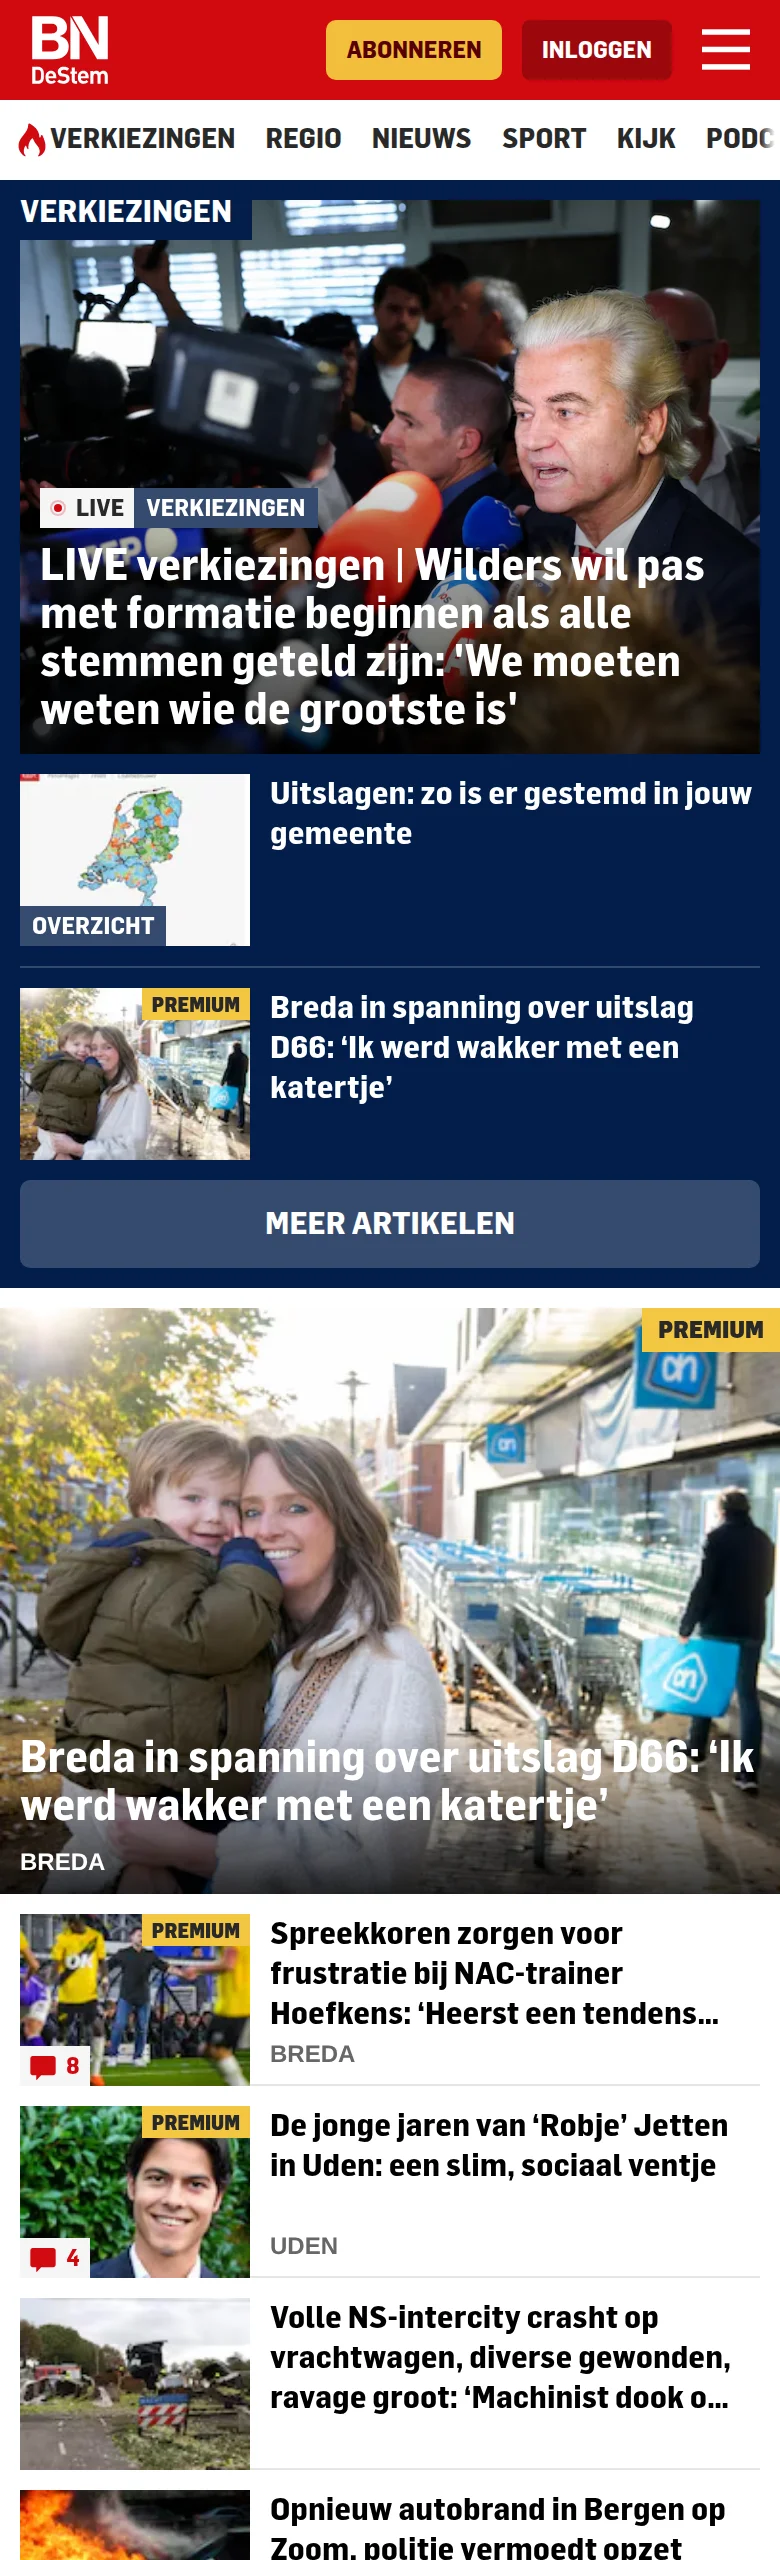 BN
DeStem
ABONNEREN
INLOGGEN
VERKIEZINGEN REGIO NIEUWS SPORT KIJK PODC
VERKIEZINGEN
LIVE VERKIEZINGEN
LIVE verkiezingen | Wilders wil pas
met formatie beginnen als alle
stemmen geteld zijn: 'We moeten
weten wie de grootste is'
OVERZICHT
Uitslagen: zo is er gestemd in jouw
gemeente
PREMIUM
Breda in spanning over uitslag
D66: ‘Ik werd wakker met een
katertje’
MEER ARTIKELEN
PREMIUM
Breda in spanning over uitslag D66: ‘Ik
werd wakker met een katertje’
BREDA
PREMIUM
8
Spreekkoren zorgen voor
frustratie bij NAC-trainer
Hoefkens: ‘Heerst een tendens...
BREDA
PREMIUM
4
De jonge jaren van ‘Robje’ Jetten
in Uden: een slim, sociaal ventje
UDEN
Volle NS-intercity crasht op
vrachtwagen, diverse gewonden,
ravage groot: ‘Machinist dook o...
Opnieuw autobrand in Bergen op
Zoom, politie vermoedt opzet